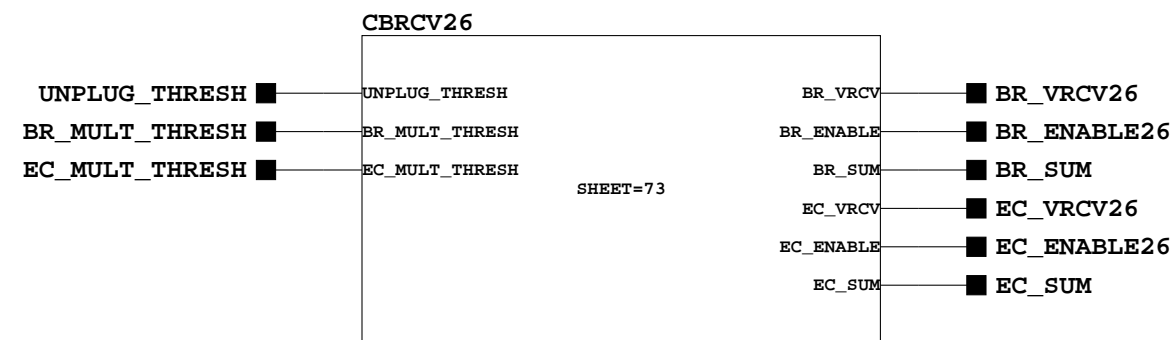 CBRCV26
UNPLUG_THRESH UNPLUG_THRESH BR_VRCV BR_VRCV26
BR_MULT_THRESH BR_MULT_THRESH BR_ENABLE BR_ENABLE26
EC_MULT_THRESH EC_MULT_THRESH BR_SUM BR_SUM
SHEET=73
EC_VRCV EC_VRCV26
EC_ENABLE EC_ENABLE26
EC_SUM EC_SUM